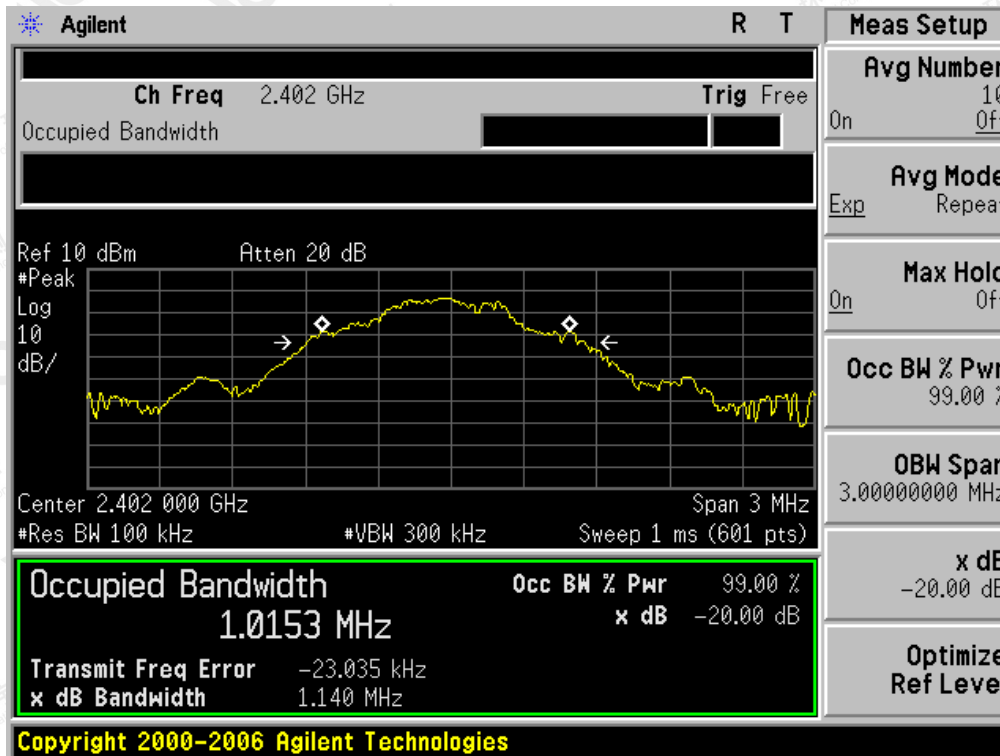 Agilent R T
Ch Freq 2.402 GHz Trig Free
Occupied Bandwidth
Ref 10 dBm Atten 20 dB
#Peak
Log
10
dB/
Center 2.402 000 GHz Span 3 MHz
#Res BW 100 kHz #VBW 300 kHz Sweep 1 ms (601 pts)
Occupied Bandwidth
1.0153 MHz
Occ BW % Pwr 99.00 %
x dB -20.00 dB
Transmit Freq Error -23.035 kHz
x dB Bandwidth 1.140 MHz
Copyright 2000-2006 Agilent Technologies
Meas Setup
Avg Number
10
On Of
Avg Mode
Exp Repea
Max Hold
On Of
Occ BW % Pwr
99.00 %
OBW Span
3.00000000 MHz
x dB
-20.00 dB
Optimize
Ref Leve